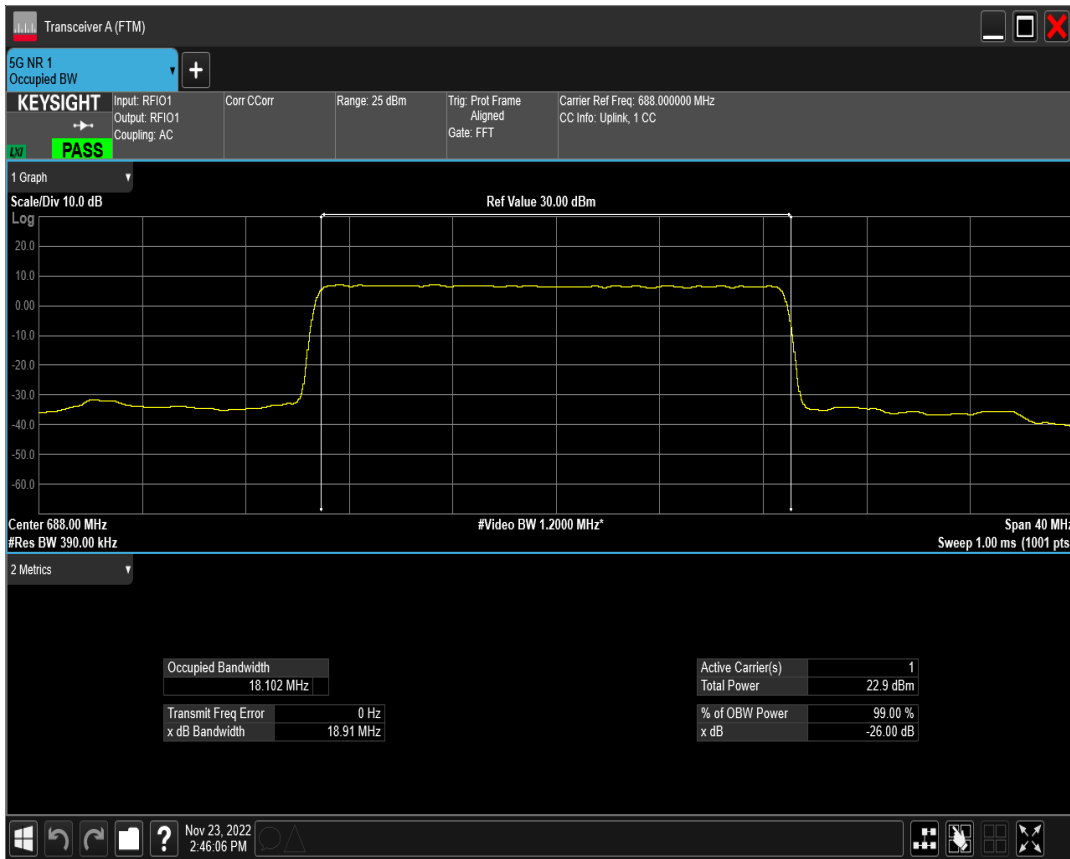 Transceiver A (FTM)
5G NR 1
Occupied BW
+
KEYSIGHT
LXI
PASS
Input: RFIO1
Output: RFIO1
Coupling: AC
Corr CCorr
Range: 25 dBm
Trig: Prot Frame
Aligned
Gate: FFT
Carrier Ref Freq: 688.000000 MHz
CC Info: Uplink, 1 CC
1 Graph
Scale/Div 10.0 dB
Ref Value 30.00 dBm
Log
20.0
10.0
0.00
-10.0
-20.0
-30.0
-40.0
-50.0
-60.0
Center 688.00 MHz
#Video BW 1.2000 MHz*
Span 40 MHz
#Res BW 390.00 kHz
Sweep 1.00 ms (1001 pts
2 Metrics
Occupied Bandwidth
18.102 MHz
Transmit Freq Error 0 Hz
x dB Bandwidth 18.91 MHz
Active Carrier(s) 1
Total Power 22.9 dBm
% of OBW Power 99.00 %
x dB -26.00 dB
?
Nov 23, 2022
2:46:06 PM